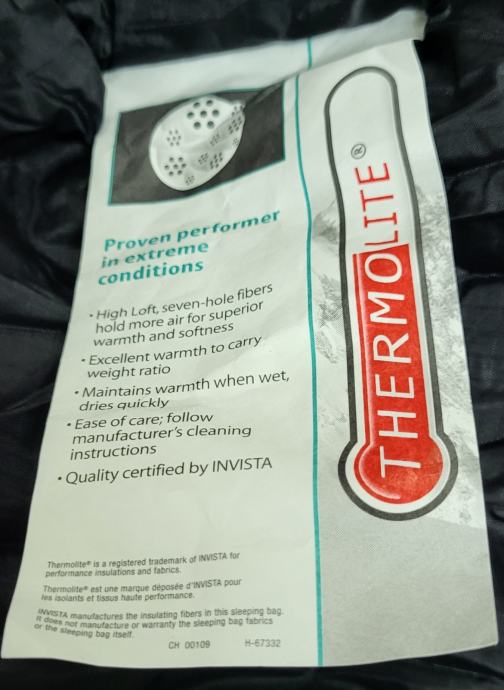 Proven performer
in extreme
conditions
• High Loft, seven-hole fibers
hold more air for superior
warmth and softness
• Excellent warmth to carry
weight ratio
• Maintains warmth when wet,
dries quickly
• Ease of care; follow
manufacturer's cleaning
instructions
• Quality certified by INVISTA
Thermolite® is a registered trademark of INVISTA for
performance insulations and fabrics.
Thermolite® est une marque déposée d'INVISTA pour
les isolants et tissus haute performance.
INVISTA manufactures the insulating fibers in this sleeping bag.
It does not manufacture or warranty the sleeping bag fabrics
or the sleeping bag itself.
CH 00109 H-67332
THERMOLITE®